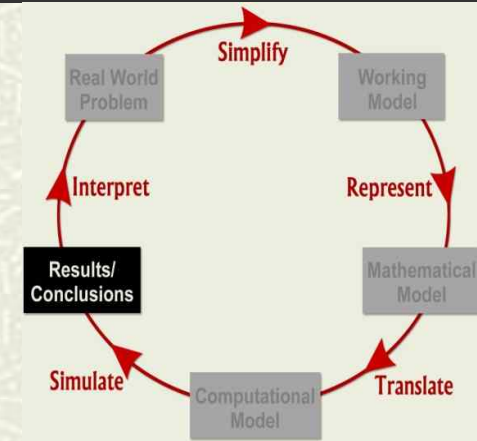 Simplify
Real World
Problem
Working
Model
Interpret
Represent
Results/
Conclusions
Mathematical
Model
Simulate
Translate
Computational
Model